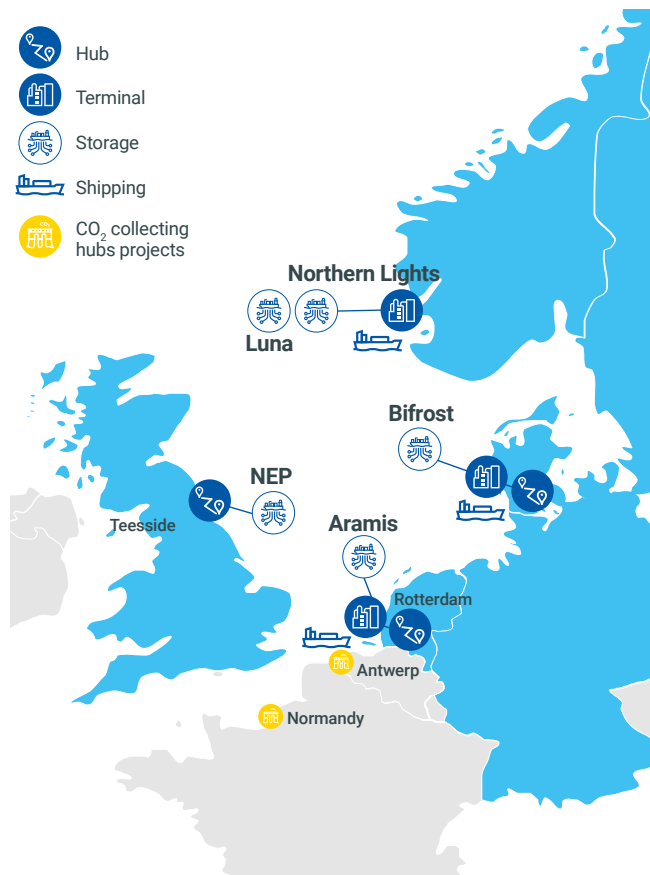 Hub
Terminal
Storage
Shipping
CO₂ collecting
hubs projects
Northern Lights
Luna
Bifrost
NEP
Teesside
Aramis
Rotterdam
Antwerp
Normandy